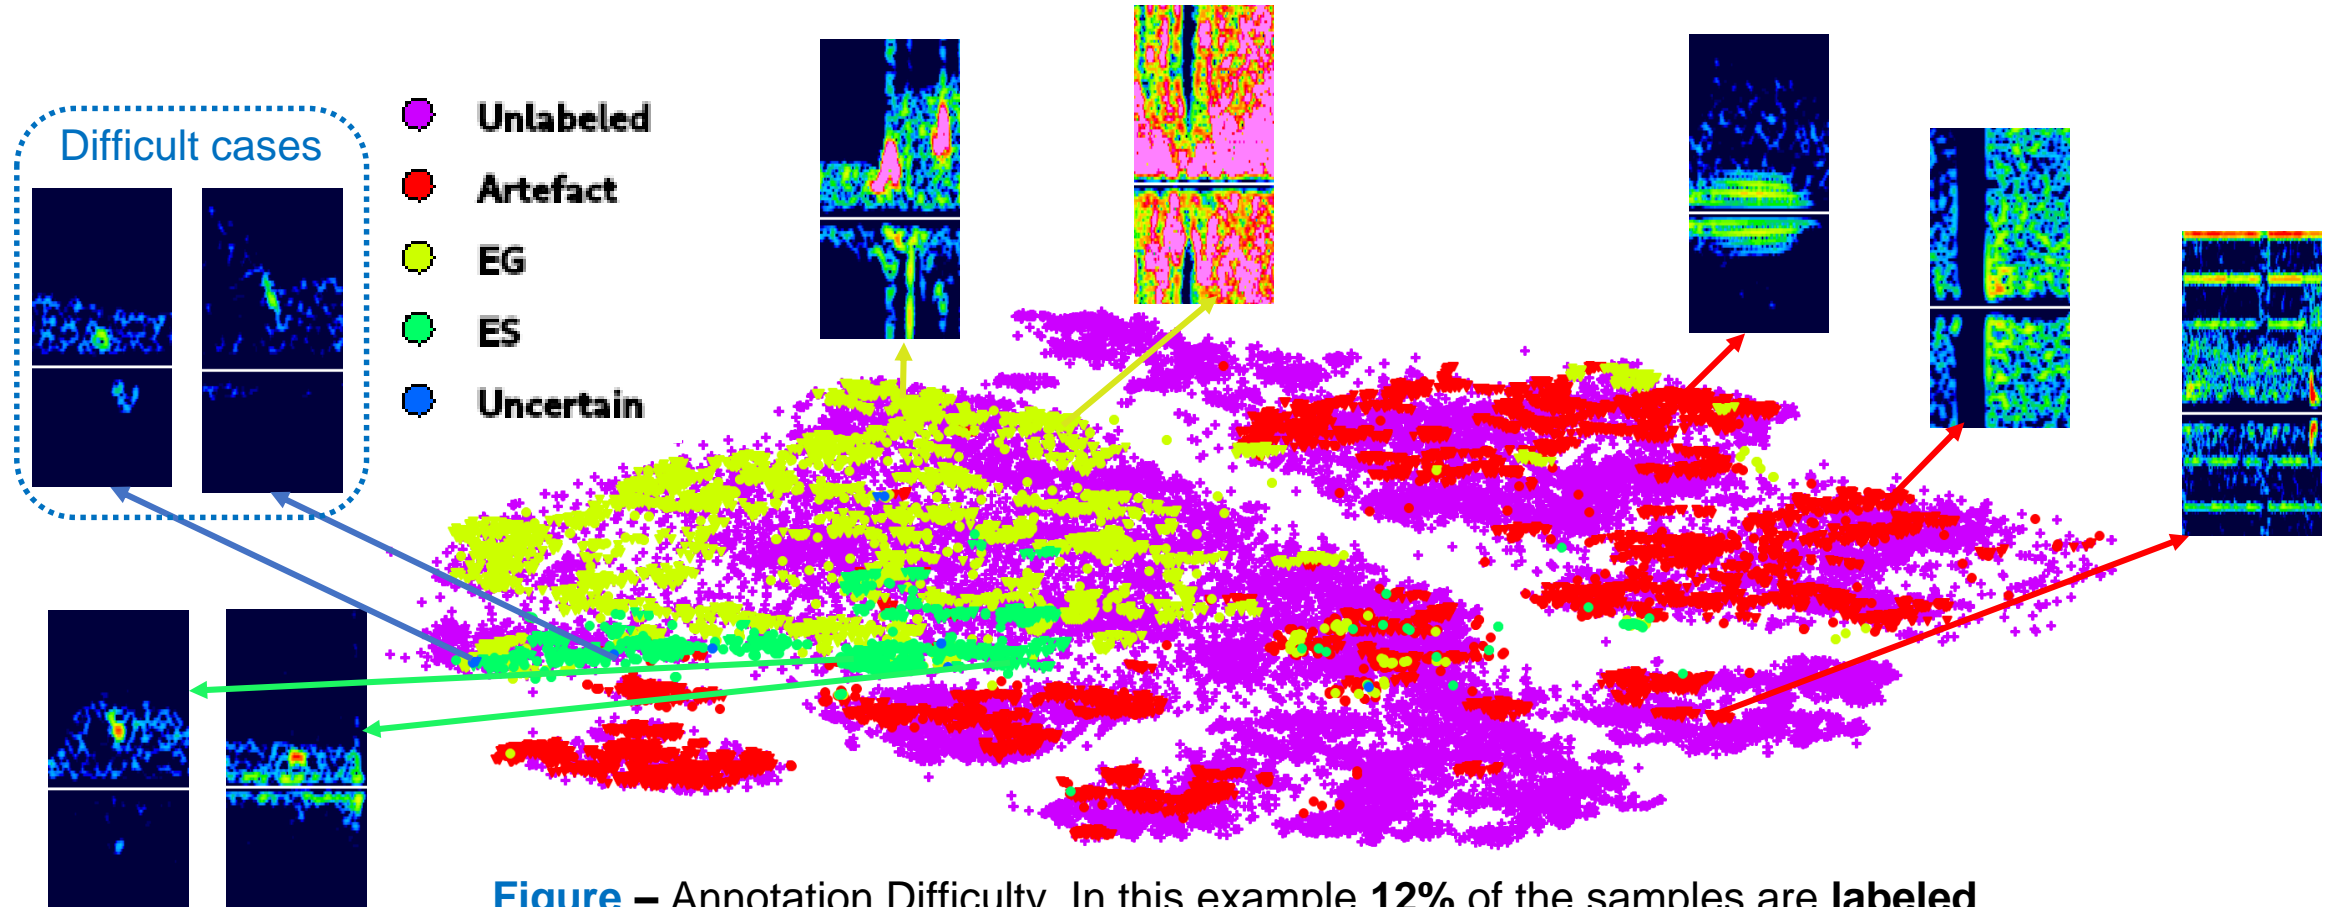 Difficult cases
Unlabeled
Artefact
EG
ES
Uncertain
Figure – Annotation Difficulty. In this example 12% of the samples are labeled